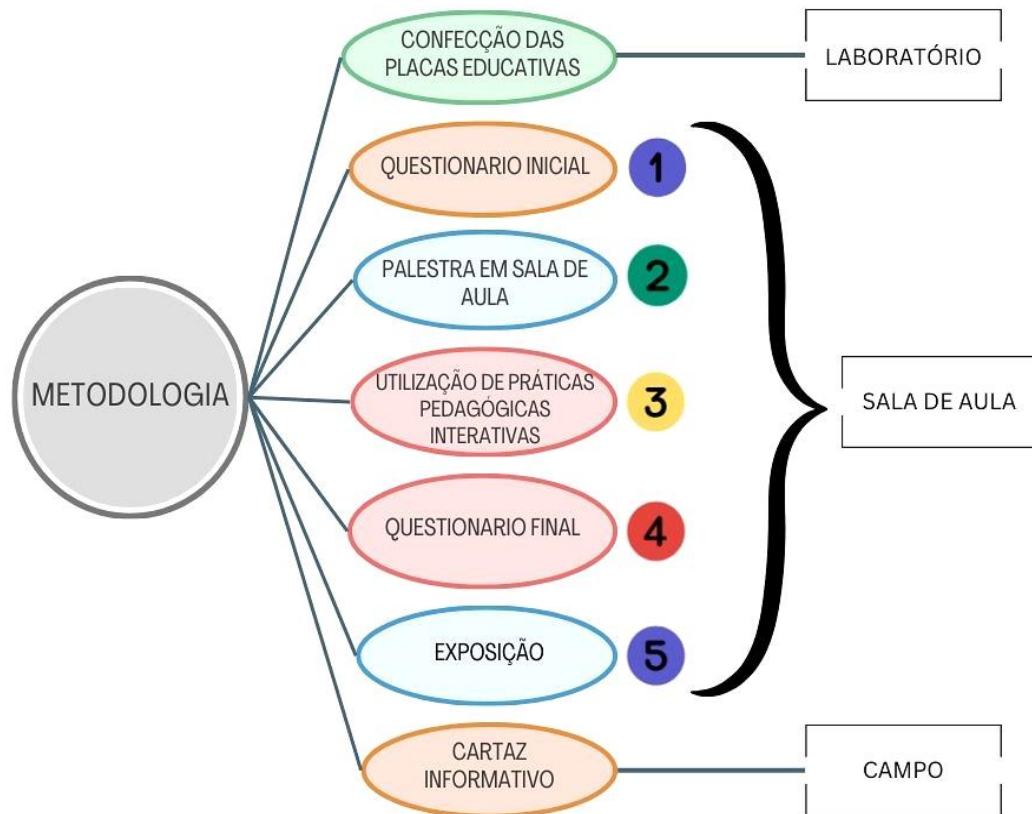 CONFECÇÃO DAS
PLACAS EDUCATIVAS
LABORATÓRIO
QUESTIONARIO INICIAL
1
PALESTRA EM SALA DE
AULA
2
METODOLOGIA
UTILIZAÇÃO DE PRÁTICAS
PEDAGÓGICAS
INTERATIVAS
3
SALA DE AULA
QUESTIONARIO FINAL
4
EXPOSIÇÃO
5
CARTAZ
INFORMATIVO
CAMPO